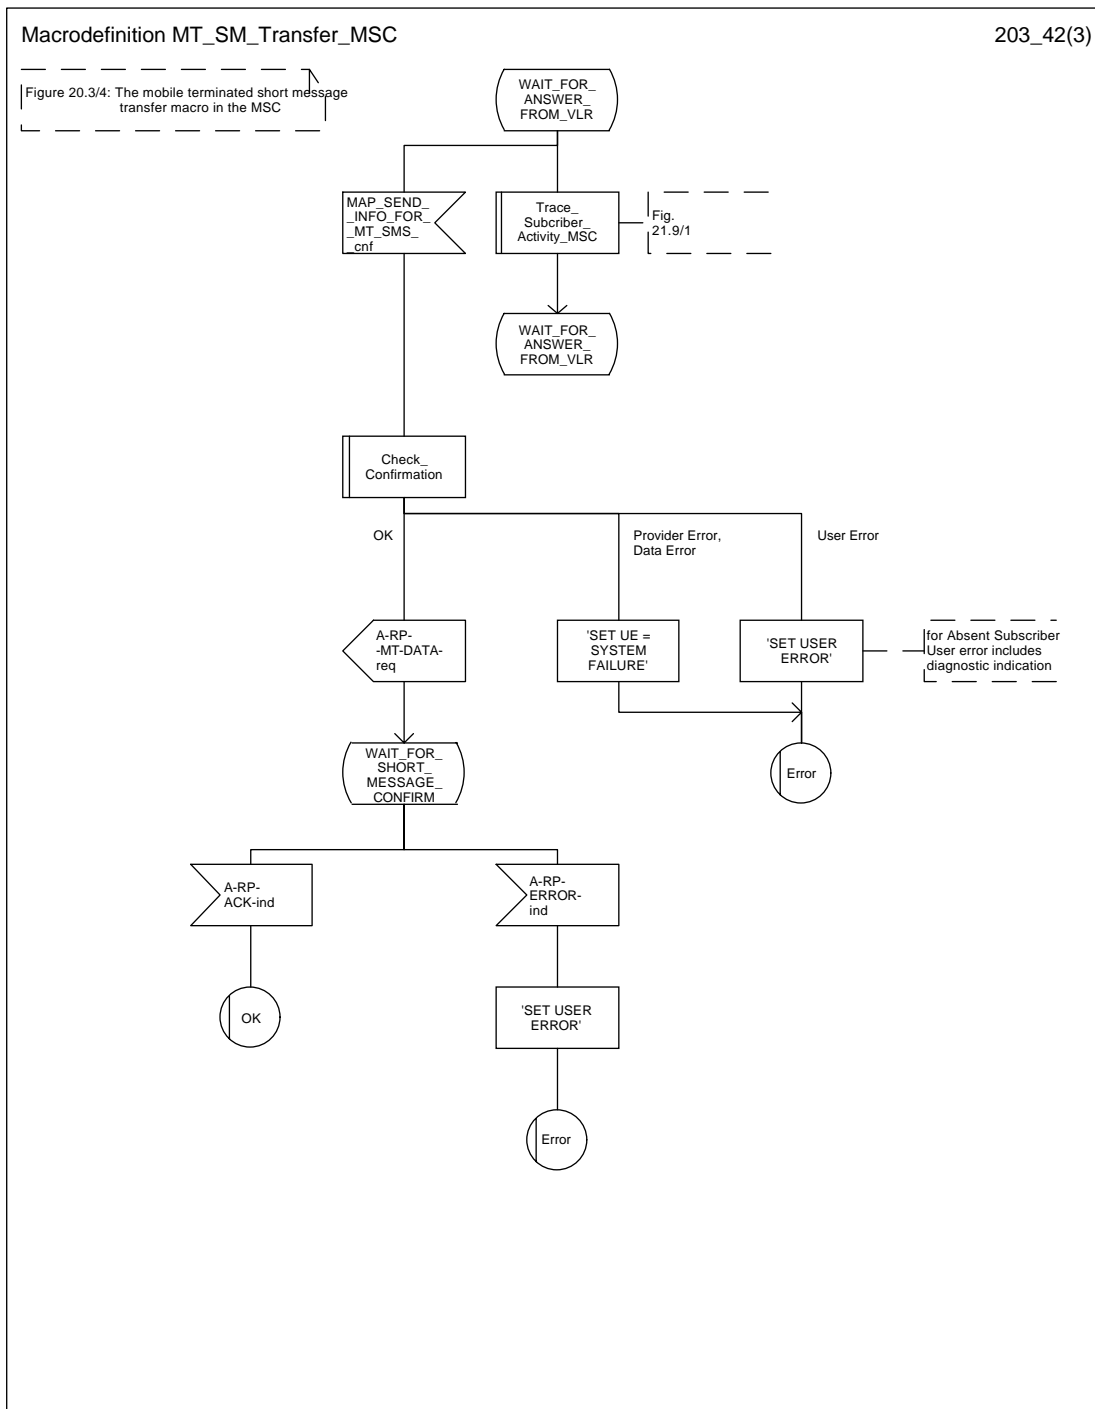 Macrodefinition MT_SM_Transfer_MSC
203_42(3)
Figure 20.3/4: The mobile terminated short message
transfer macro in the MSC
WAIT_FOR_
ANSWER_
FROM_VLR
MAP_SEND_
_INFO_FOR_
_MT_SMS_
_cnf
Trace_
Subcriber_
Activity_MSC
Fig.
21.9/1
WAIT_FOR_
ANSWER_
FROM_VLR
Check_
Confirmation
OK
Provider Error,
Data Error
User Error
A-RP-
-MT-DATA-
req
'SET UE =
SYSTEM
FAILURE'
'SET USER
ERROR'
for Absent Subscriber
User error includes
diagnostic indication
WAIT_FOR_
SHORT_
MESSAGE_
CONFIRM
Error
A-RP-
ACK-ind
A-RP-
ERROR-
ind
OK
'SET USER
ERROR'
Error